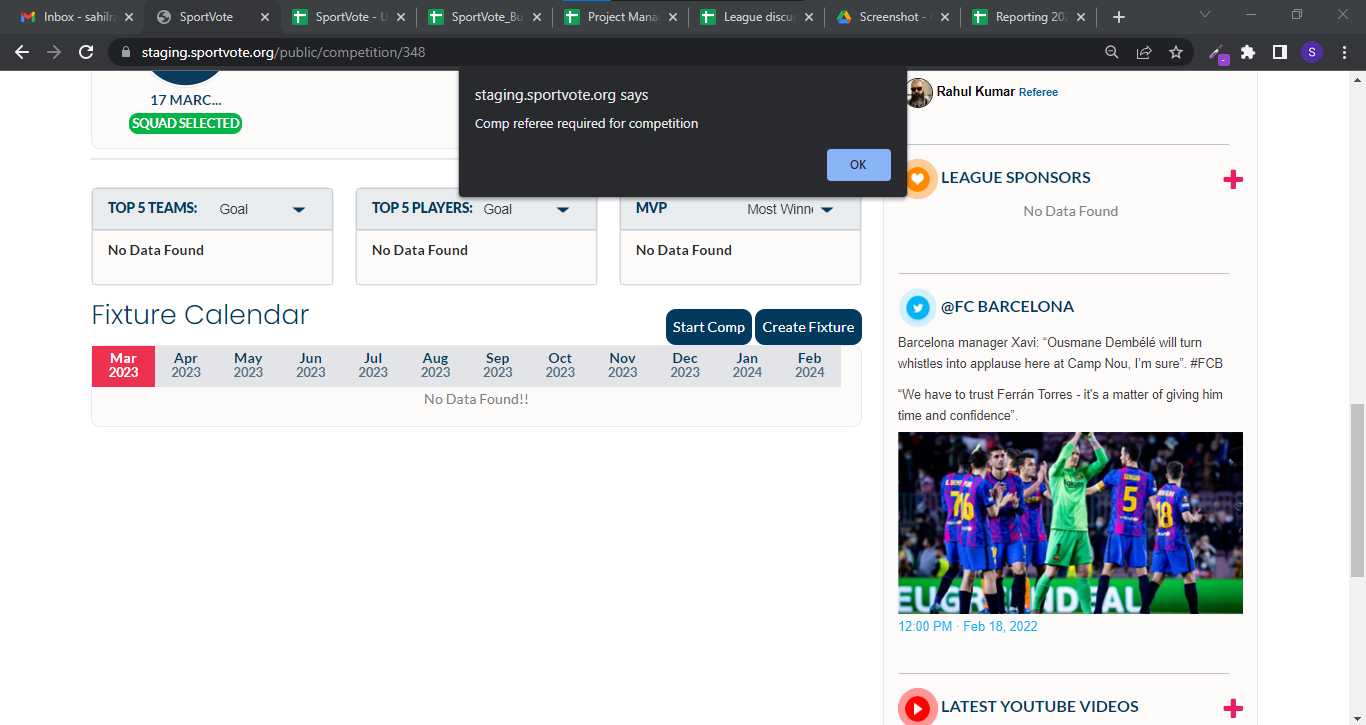 Inbox - sahilra
SportVote
SportVote - U
SportVote_Bu
Project Mana
League discus
Screenshot -
Reporting 202
staging.sportvote.org/public/competition/348
S
17 MARC...
SQUAD SELECTED
staging.sportvote.org says
Comp referee required for competition
OK
Rahul Kumar Referee
LEAGUE SPONSORS
No Data Found
TOP 5 TEAMS: Goal
No Data Found
TOP 5 PLAYERS: Goal
No Data Found
MVP Most Winn
No Data Found
Fixture Calendar
Start Comp
Create Fixture
Mar Apr May Jun Jul Aug Sep Oct Nov Dec Jan Feb
2023 2023 2023 2023 2023 2023 2023 2023 2023 2023 2024 2024
No Data Found!!
@FC BARCELONA
Barcelona manager Xavi: “Ousmane Dembélé will turn
whistles into applause here at Camp Nou, I'm sure”. #FCB
“We have to trust Ferrán Torres - it's a matter of giving him
time and confidence”.
5
18
12:00 PM · Feb 18, 2022
LATEST YOUTUBE VIDEOS